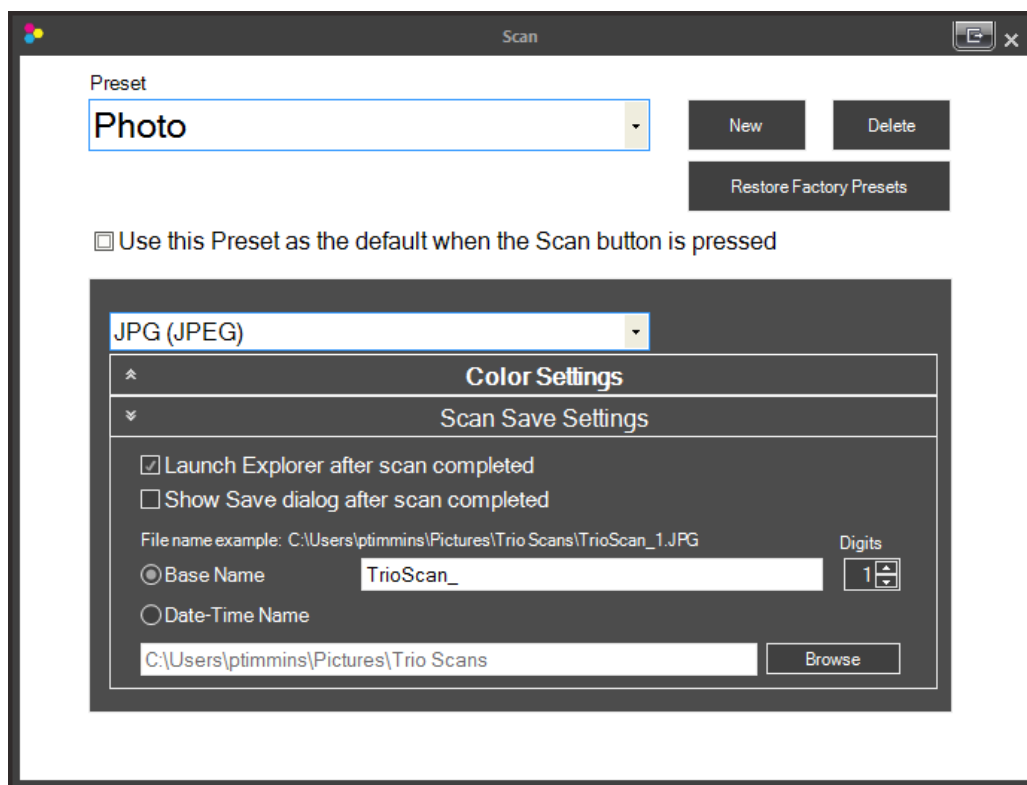 Scan
Preset
Photo
New
Delete
Restore Factory Presets
Use this Preset as the default when the Scan button is pressed
JPG (JPEG)
Color Settings
Scan Save Settings
Launch Explorer after scan completed
Show Save dialog after scan completed
File name example: C:\Users\ptimmins\Pictures\Trio Scans\TrioScan_1.JPG
Digits
Base Name
TrioScan_
1
Date-Time Name
C:\Users\ptimmins\Pictures\Trio Scans
Browse